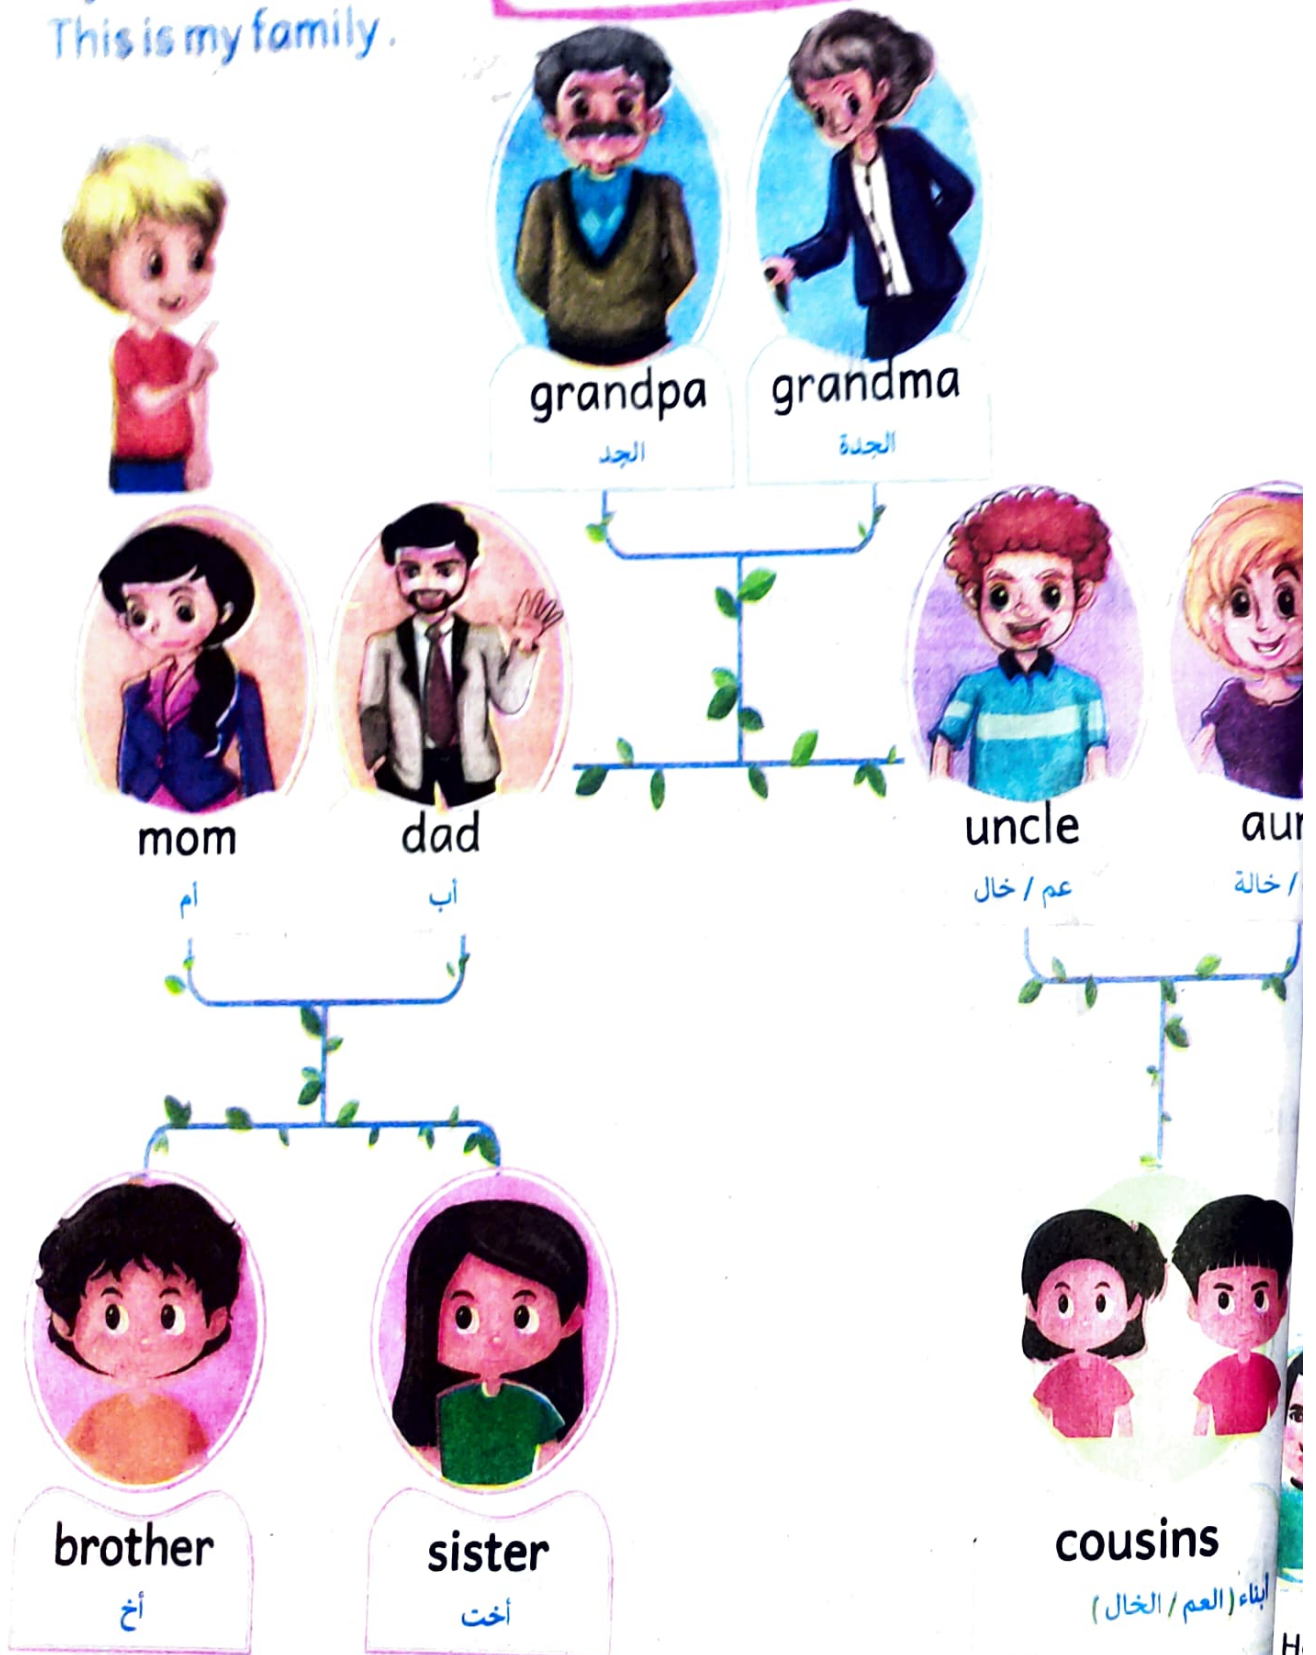 This is my family.
grandpa
grandma
الجد
الجدة
mom
dad
uncle
أم
أب
عم / خال
/ خالة
brother
sister
cousins
أخ
أخت
أبناء (العم / الخال)